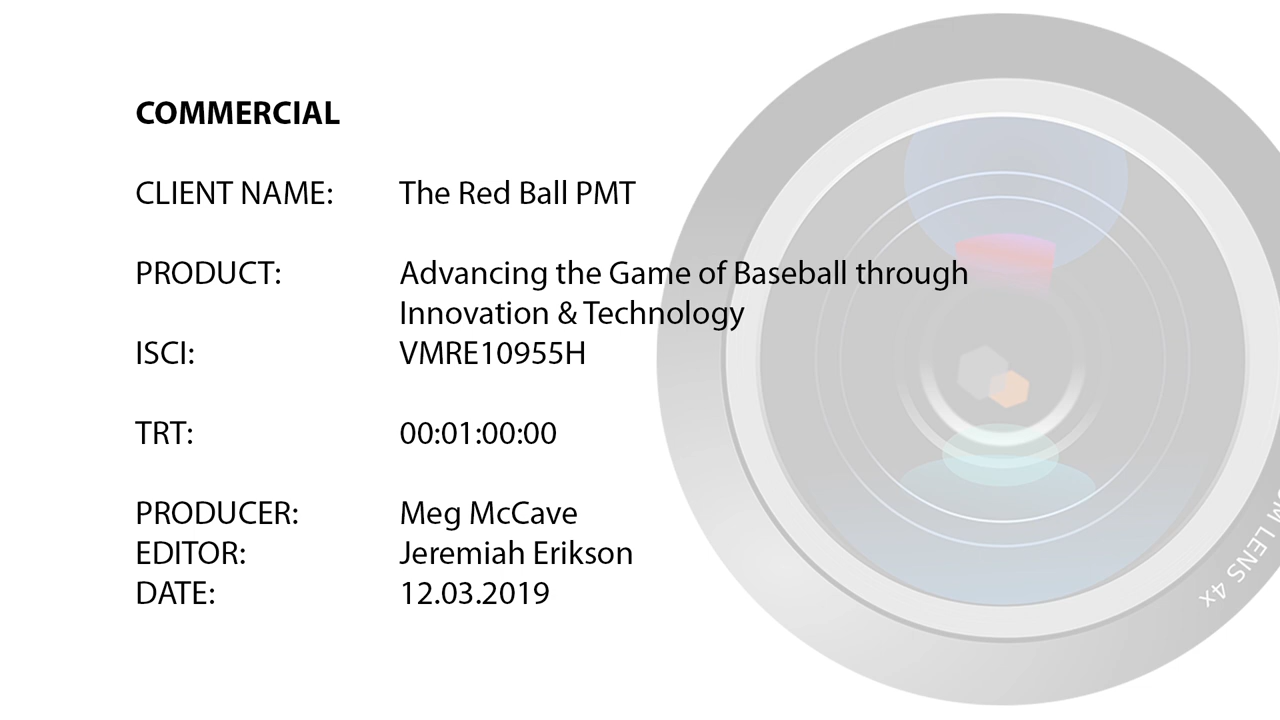 COMMERCIAL
CLIENT NAME: The Red Ball PMT
PRODUCT: Advancing the Game of Baseball through
Innovation & Technology
ISCI: VMRE10955H
TRT: 00:01:00:00
PRODUCER: Meg McCave
EDITOR: Jeremiah Erikson
DATE: 12.03.2019
LENS 4x